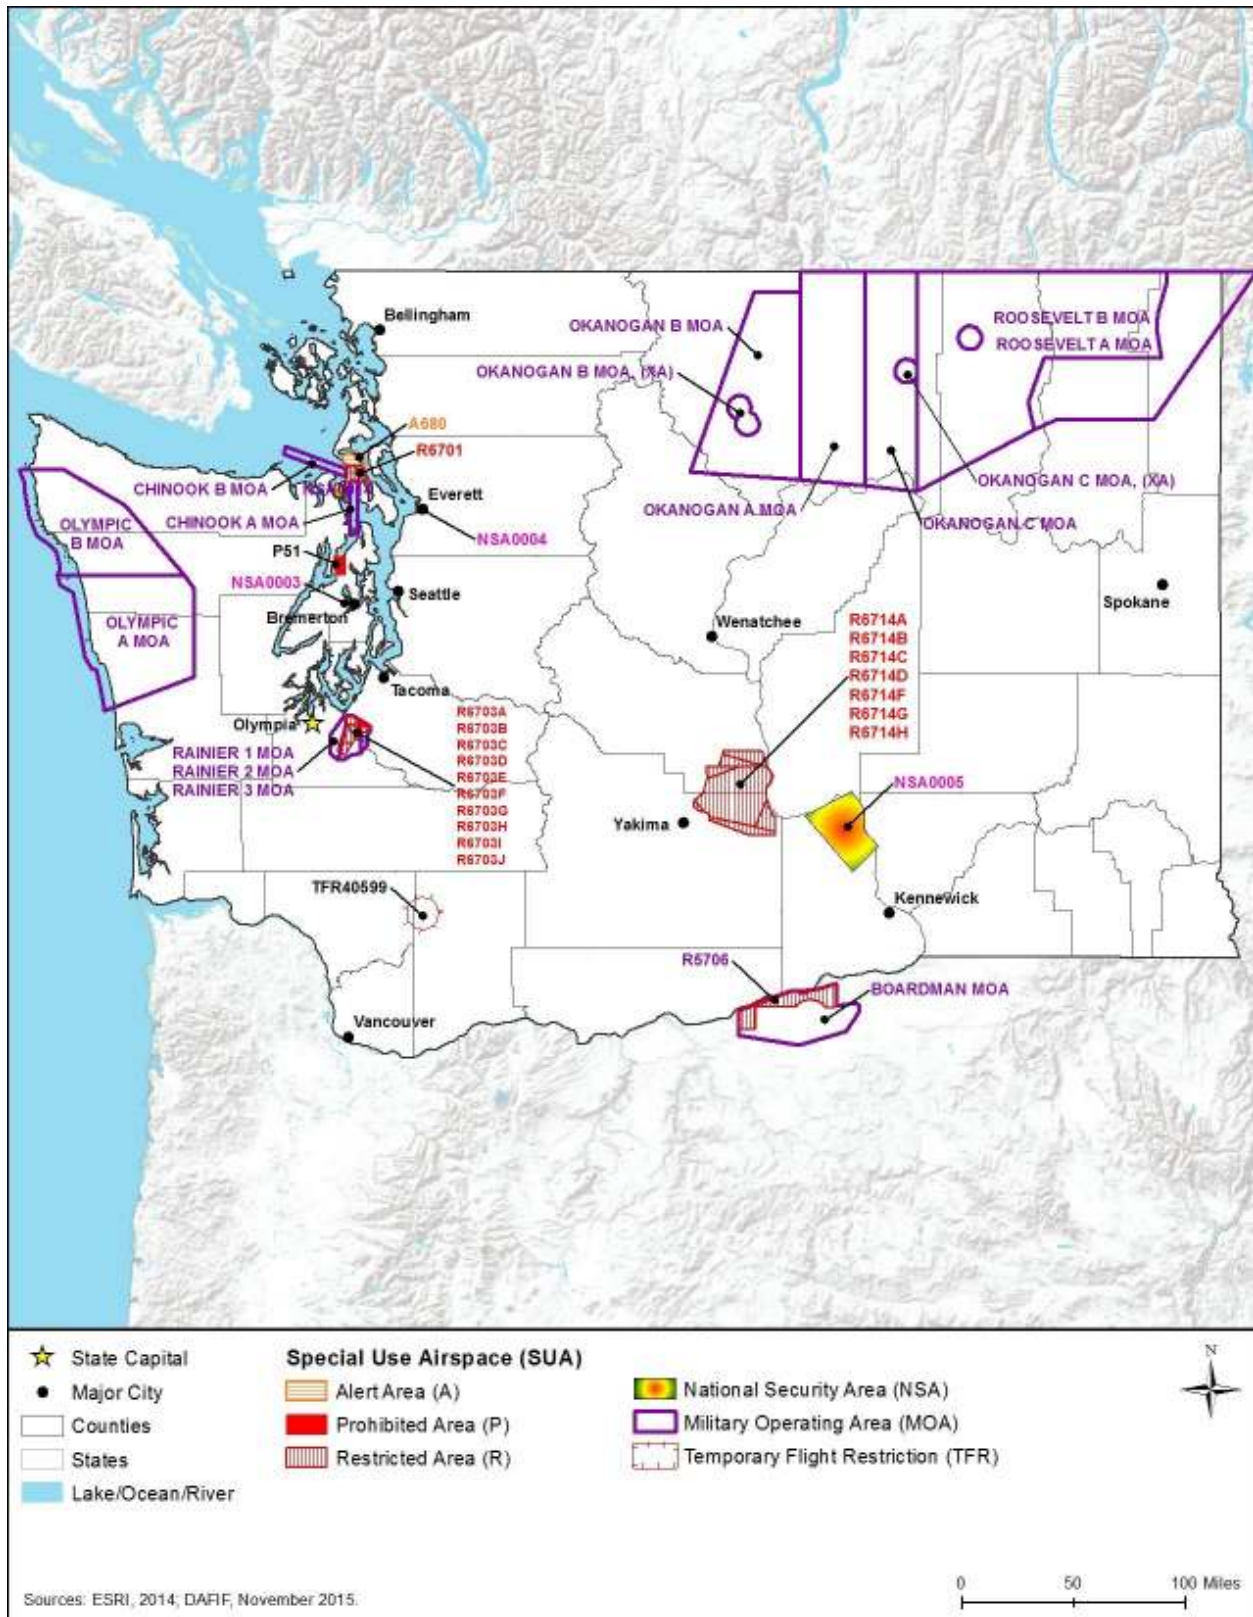 Bellingham
OKANOGAN B MOA
OKANOGAN B MOA, (XA)
ROOSEVELT B MOA
ROOSEVELT A MOA
A680
R6701
CHINOOK B MOA
Everett
OKANOGAN C MOA, (XA)
OKANOGAN A MOA
OKANOGAN C MOA
CHINOOK A MOA
OLYMPIC
B MOA
NSA0004
P51
NSA0003
Seattle
Bremerton
Spokane
OLYMPIC
A MOA
Wenatchee
R6714A
R6714B
R6714C
R6714D
R6714F
R6714G
R6714H
Tacoma
Olympia
R6703A
R6703B
R6703C
R6703D
R6703E
R6703F
R6703G
R6703H
R6703I
R6703J
RAINIER 1 MOA
RAINIER 2 MOA
RAINIER 3 MOA
NSA0005
Yakima
TFR40599
Kennewick
R5706
BOARDMAN MOA
Vancouver
State Capital
Major City
Counties
States
Lake/Ocean/River
Special Use Airspace (SUA)
Alert Area (A)
Prohibited Area (P)
Restricted Area (R)
National Security Area (NSA)
Military Operating Area (MOA)
Temporary Flight Restriction (TFR)
N
Sources: ESRI, 2014; DAFIF, November 2015.
0 50 100 Miles